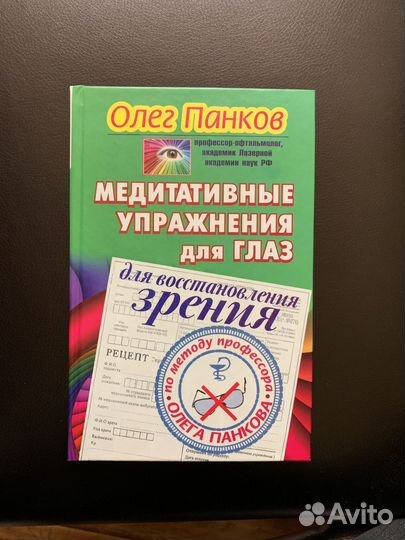 Олег Панков
профессор-офтальмолог,
академик Лазерной
академии наук РФ
МЕДИТАТИВНЫЕ
УПРАЖНЕНИЯ
для ГЛАЗ
для восстановления
зрения
РЕЦЕПТ
по методу профессора
ОЛЕГА ПАНКОВА
Ф И О врача
Avito